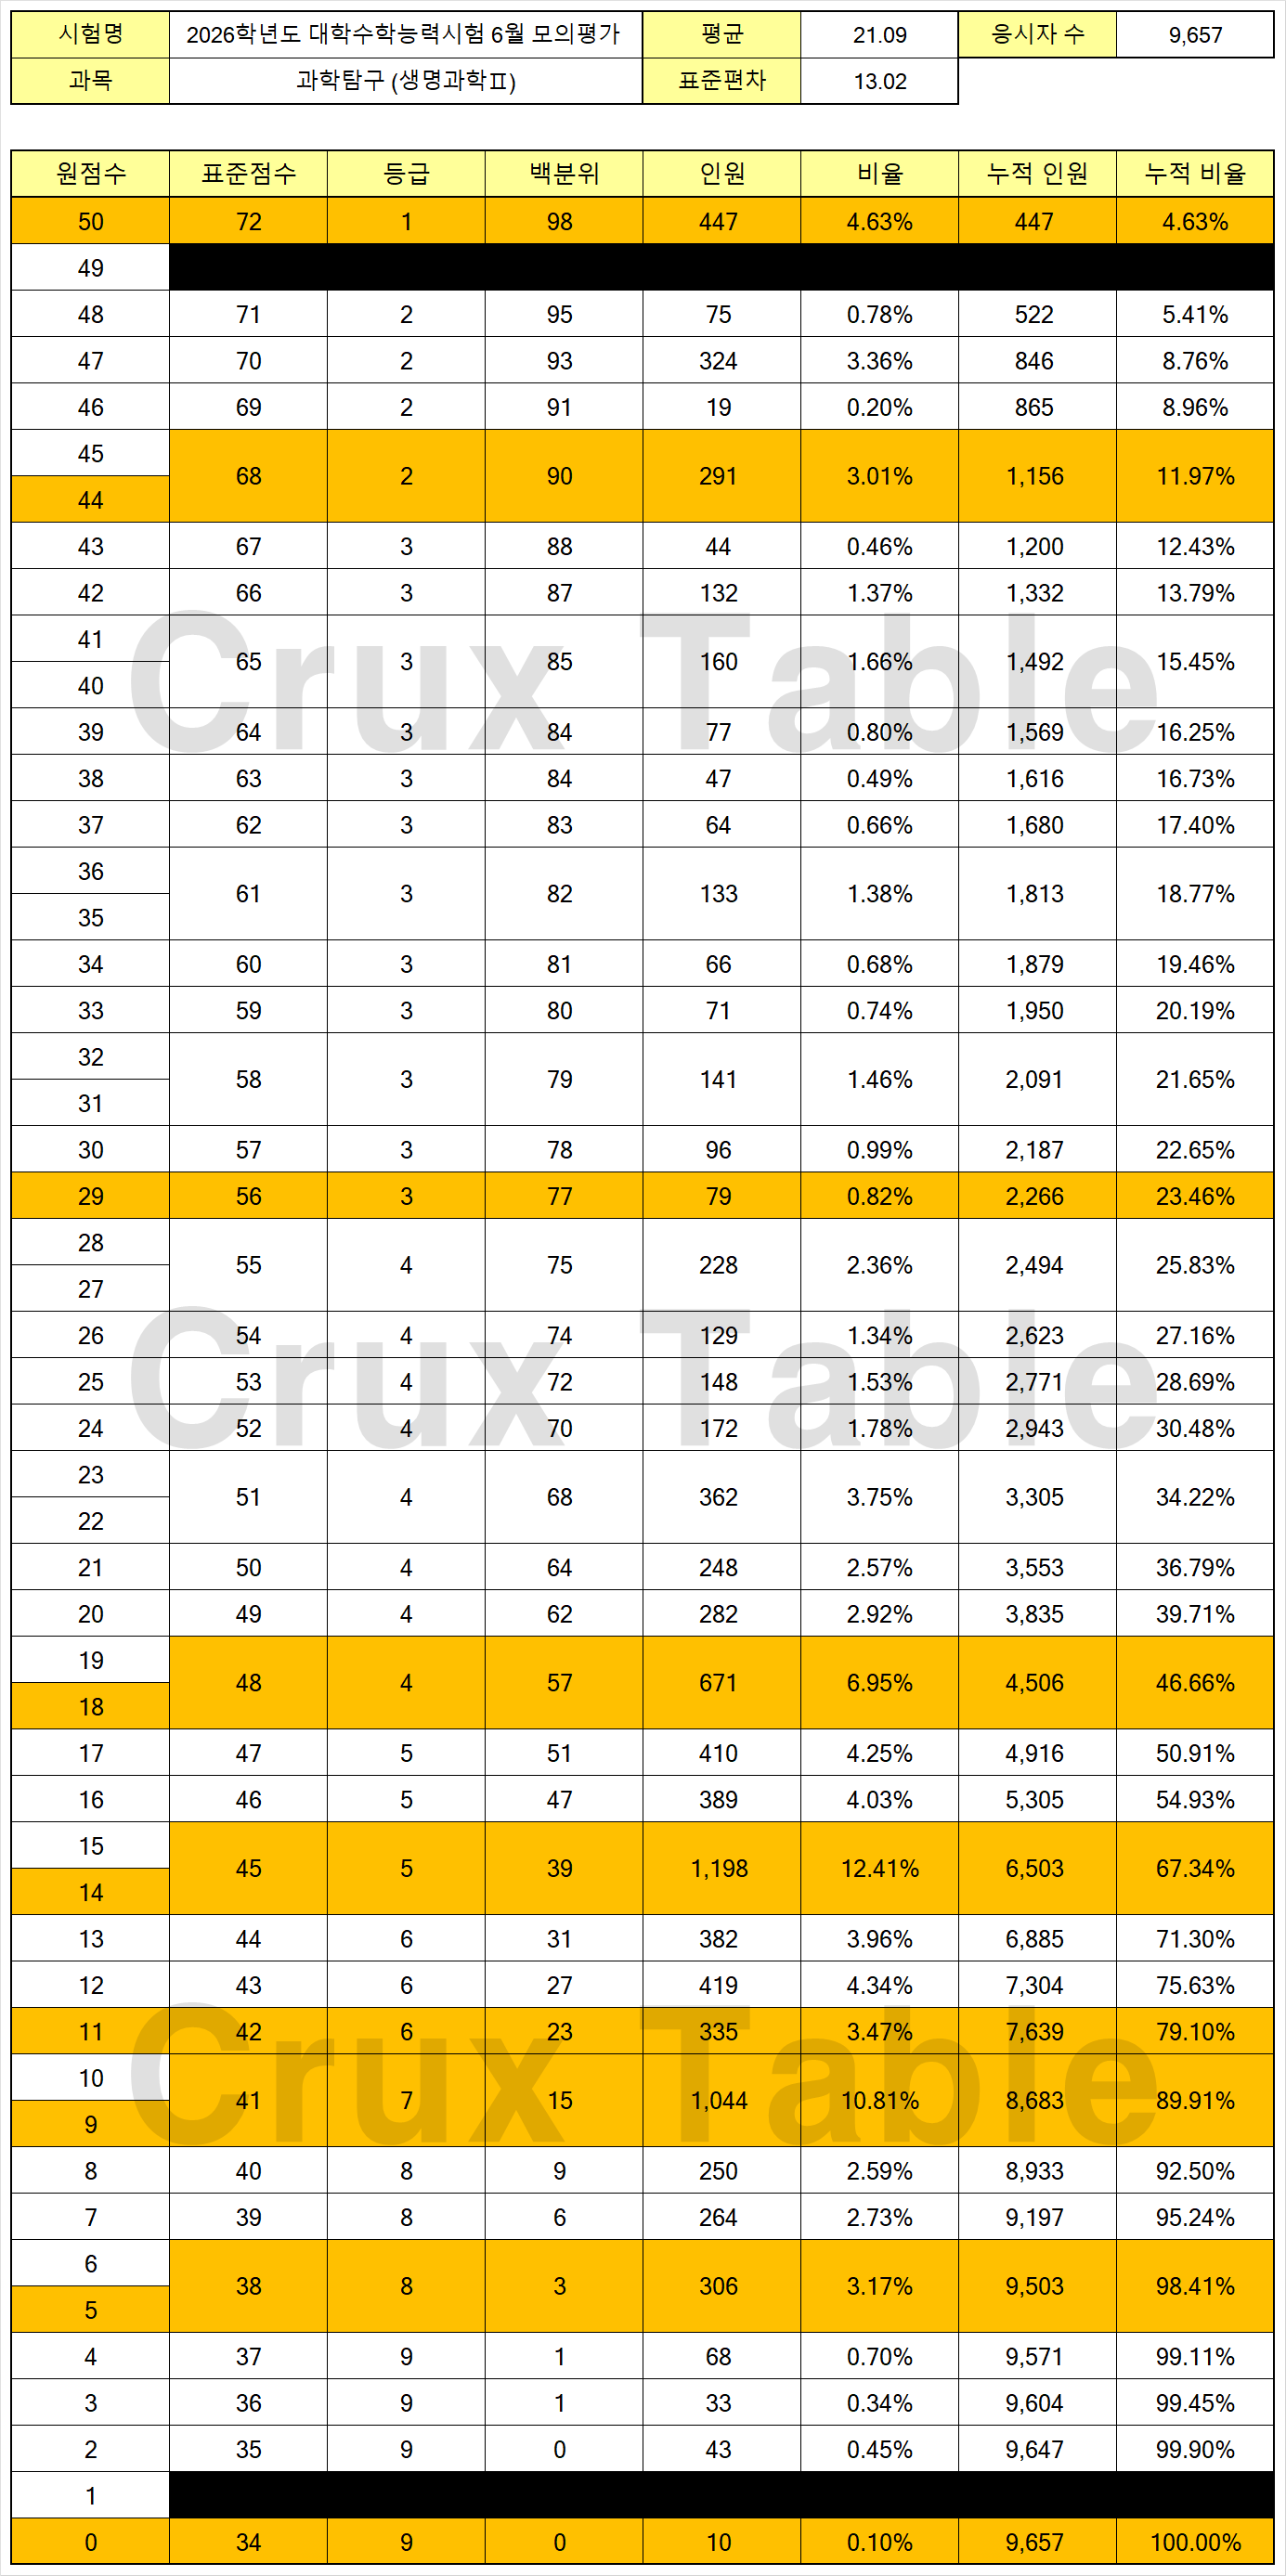 시험명 2026학년도 대학수학능력시험 6월 모의평가 평균 21.09 응시자 수 9,657
과목 과학탐구 (생명과학Ⅱ) 표준편차 13.02
원점수 표준점수 등급 백분위 인원 비율 누적 인원 누적 비율
50 72 1 98 447 4.63% 447 4.63%
49
48 71 2 95 75 0.78% 522 5.41%
47 70 2 93 324 3.36% 846 8.76%
46 69 2 91 19 0.20% 865 8.96%
45
68 2 90 291 3.01% 1,156 11.97%
44
43 67 3 88 44 0.46% 1,200 12.43%
42 66 3 87 132 1.37% 1,332 13.79%
41
65 3 85 160 1.66% 1,492 15.45%
40
Crux Table
39 64 3 84 77 0.80% 1,569 16.25%
38 63 3 84 47 0.49% 1,616 16.73%
37 62 3 83 64 0.66% 1,680 17.40%
36
61 3 82 133 1.38% 1,813 18.77%
35
34 60 3 81 66 0.68% 1,879 19.46%
33 59 3 80 71 0.74% 1,950 20.19%
32
58 3 79 141 1.46% 2,091 21.65%
31
30 57 3 78 96 0.99% 2,187 22.65%
29 56 3 77 79 0.82% 2,266 23.46%
28
55 4 75 228 2.36% 2,494 25.83%
27
26 54 4 74 129 1.34% 2,623 27.16%
Crux Table
25 53 4 72 148 1.53% 2,771 28.69%
24 52 4 70 172 1.78% 2,943 30.48%
23
51 4 68 362 3.75% 3,305 34.22%
22
21 50 4 64 248 2.57% 3,553 36.79%
20 49 4 62 282 2.92% 3,835 39.71%
19
48 4 57 671 6.95% 4,506 46.66%
18
17 47 5 51 410 4.25% 4,916 50.91%
16 46 5 47 389 4.03% 5,305 54.93%
15
45 5 39 1,198 12.41% 6,503 67.34%
14
13 44 6 31 382 3.96% 6,885 71.30%
12 43 6 27 419 4.34% 7,304 75.63%
11 42 6 23 335 3.47% 7,639 79.10%
Crux Table
10
41 7 15 1,044 10.81% 8,683 89.91%
9
8 40 8 9 250 2.59% 8,933 92.50%
7 39 8 6 264 2.73% 9,197 95.24%
6
38 8 3 306 3.17% 9,503 98.41%
5
4 37 9 1 68 0.70% 9,571 99.11%
3 36 9 1 33 0.34% 9,604 99.45%
2 35 9 0 43 0.45% 9,647 99.90%
1
0 34 9 0 10 0.10% 9,657 100.00%